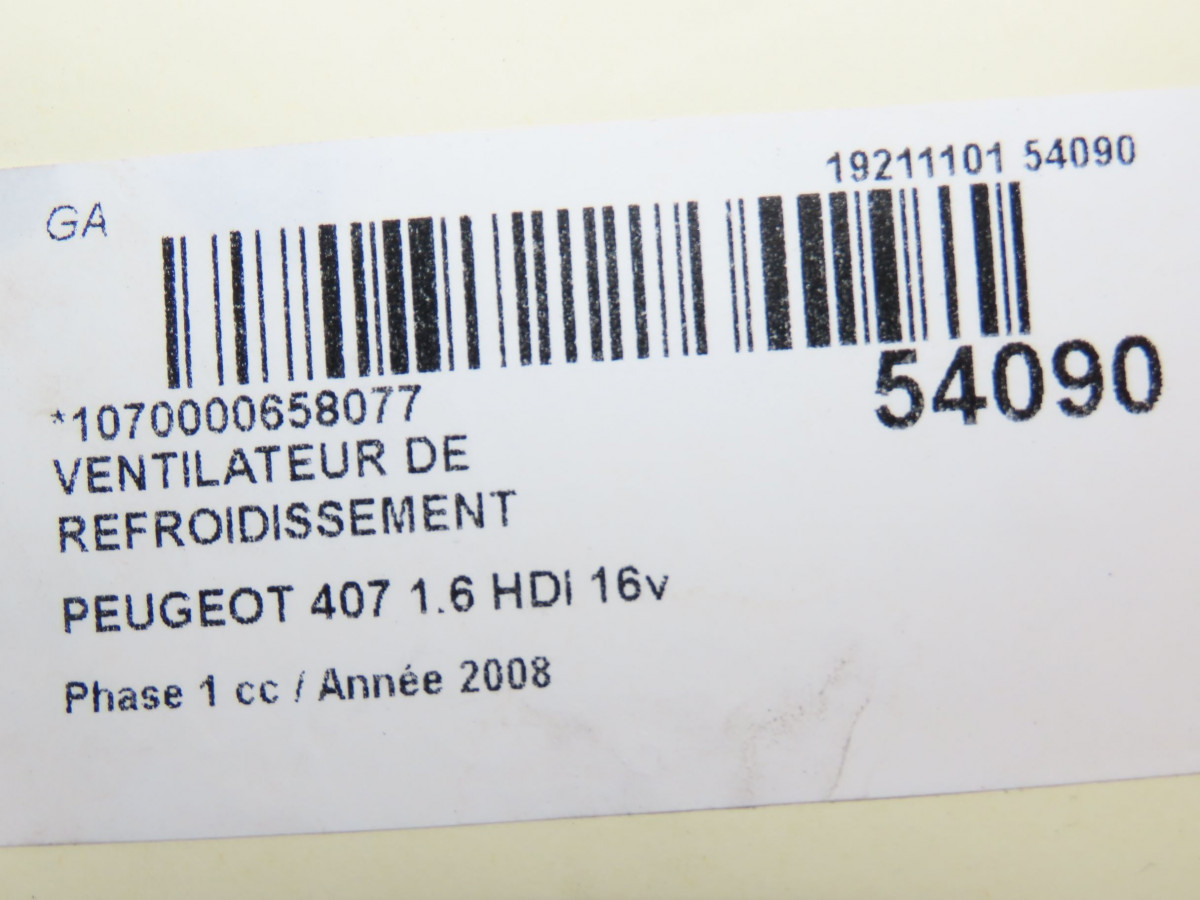 19211101 54090
GA
54090
*1070000658077
VENTILATEUR DE
REFROIDISSEMENT
PEUGEOT 407 1.6 HDI 16v
Phase 1 cc / Année 2008